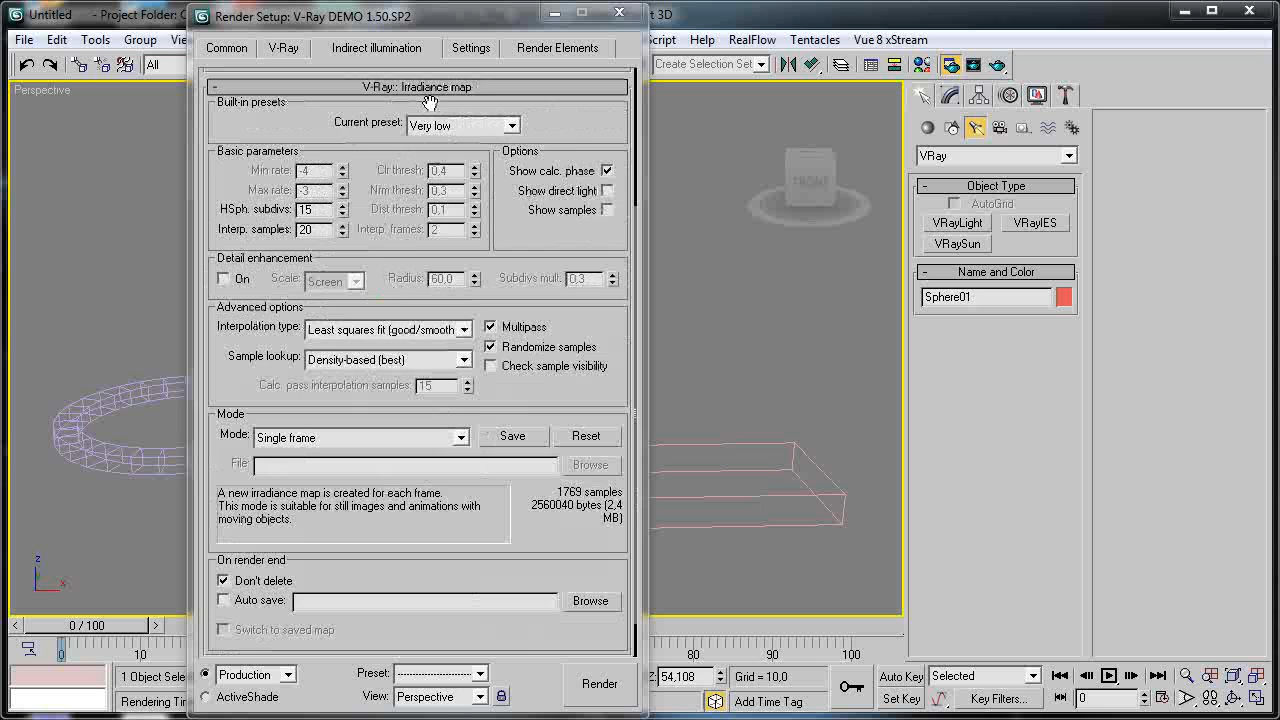 Untitled - Project Folder: C:
Render Setup: V-Ray DEMO 1.50.SP2
t 3D
File Edit Tools
Script Help RealFlow Tentacles Vue 8 xStream
Common V-Ray Indirect illumination Settings Render Elements
All
Create Selection Set
Perspective
- V-Ray:: Irradiance map
Built-in presets
Current preset: Very low
Basic parameters
Min rate: -4
Max rate: -3
HSph. subdivs: 15
Interp. samples: 20
Clr thresh: 0,4
Nrm thresh: 0,3
Dist thresh: 0,1
Interp. frames: 2
Options
Show calc. phase
Show direct light
Show samples
Detail enhancement
On Scale: Screen Radius: 60,0 Subdivs mult. 0,3
Advanced options
Interpolation type: Least squares fit (good/smooth
Sample lookup: Density-based (best)
Calc. pass interpolation samples: 15
Multipass
Randomize samples
Check sample visibility
Mode
Mode: Single frame Save Reset
File: Browse
A new irradiance map is created for each frame.
This mode is suitable for still images and animations with
moving objects.
1769 samples
2560040 bytes (2,4
MB)
On render end
Don't delete
Auto save: Browse
Switch to saved map
Production
ActiveShade
Preset: --------------------
View: Perspective
Render
FRONT
VRay
- Object Type
AutoGrid
VRayLight VRayIES
VRaySun
- Name and Color
Sphere01
z
y
x
< 0 / 100 >
0 10 80 90 100
1 Object Selec
Rendering Tim
Z: 54,108 Grid = 10,0
Add Time Tag
Auto Key Selected
Set Key Key Filters...
0